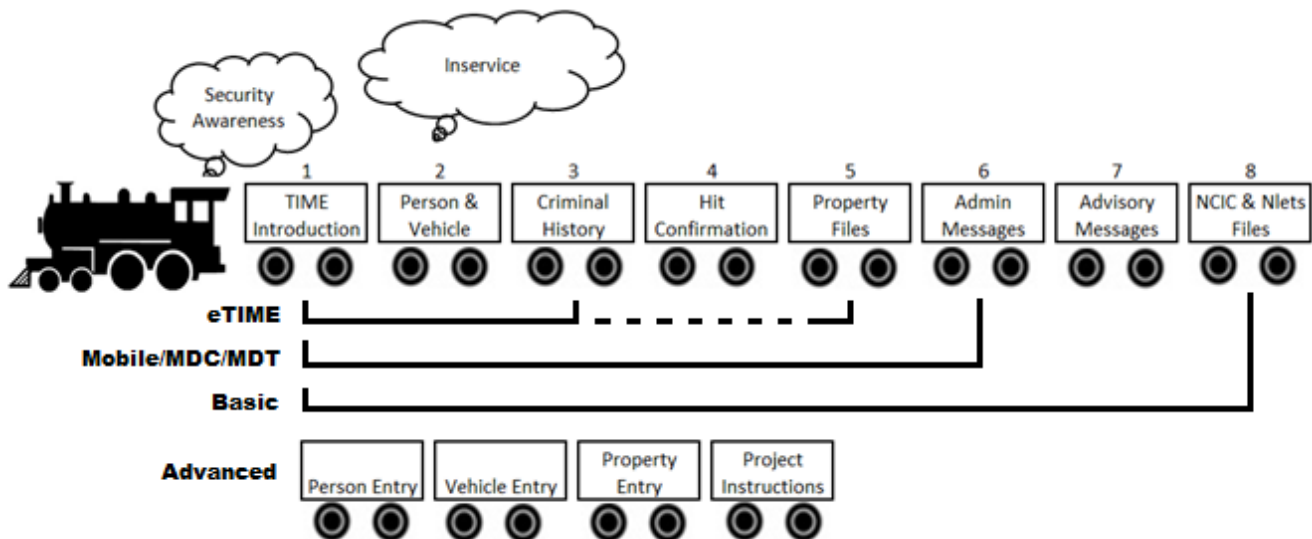 Inservice
Security
Awareness
1 2 3 4 5 6 7 8
TIME Introduction
Person & Vehicle
Criminal History
Hit Confirmation
Property Files
Admin Messages
Advisory Messages
NCIC & Nlets Files
eTIME
Mobile/MDC/MDT
Basic
Advanced
Person Entry
Vehicle Entry
Property Entry
Project Instructions